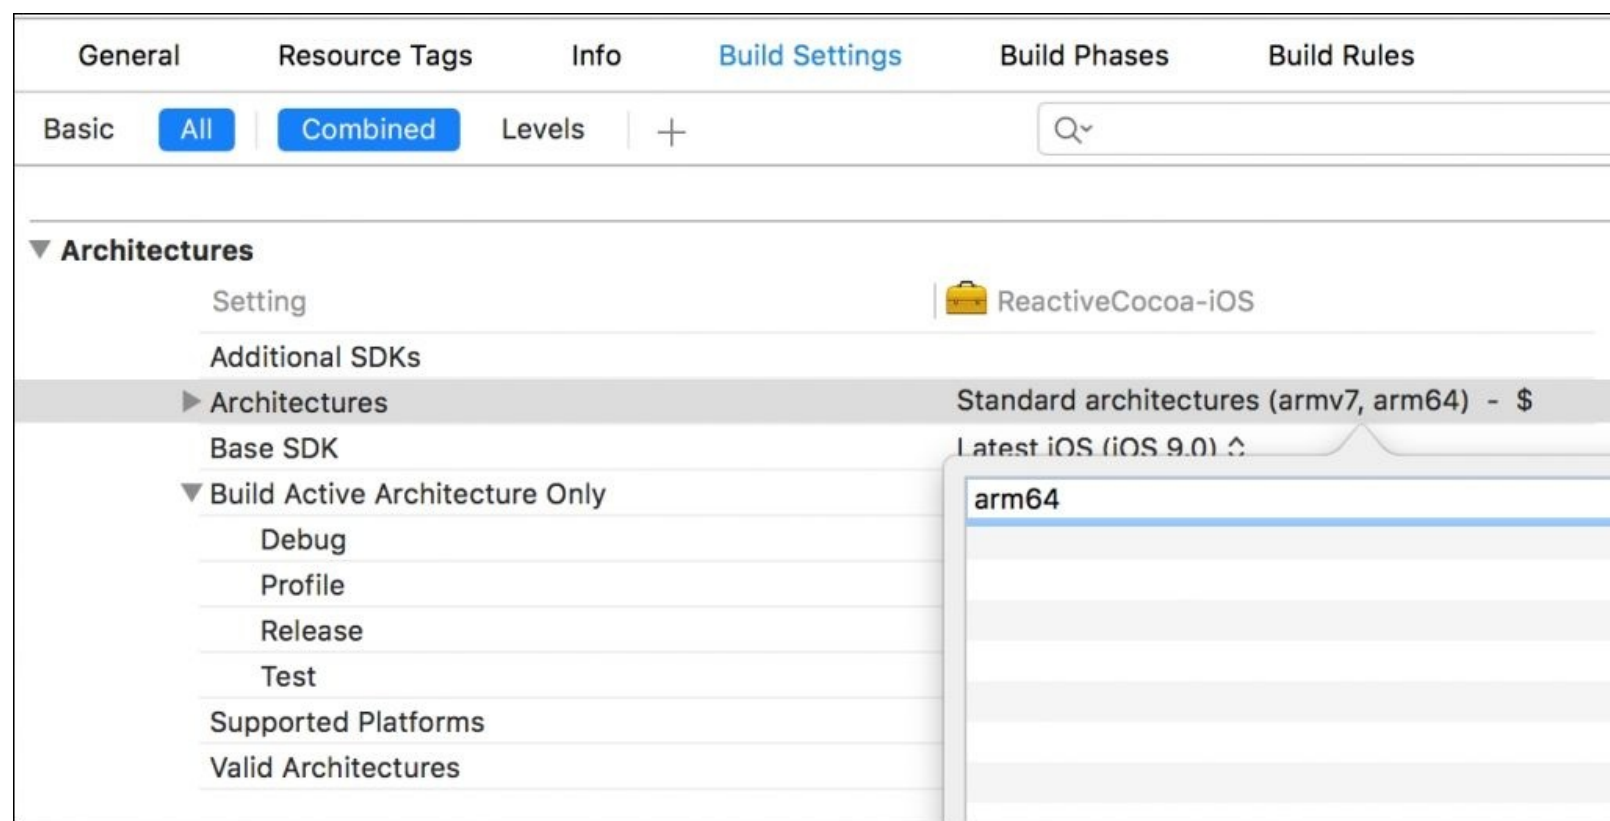 General Resource Tags Info Build Settings Build Phases Build Rules
Basic All Combined Levels +
Architectures
Setting ReactiveCocoa-iOS
Additional SDKs
Architectures Standard architectures (armv7, arm64) - $
Base SDK Latest iOS (iOS 9.0)
Build Active Architecture Only
arm64
Debug
Profile
Release
Test
Supported Platforms
Valid Architectures